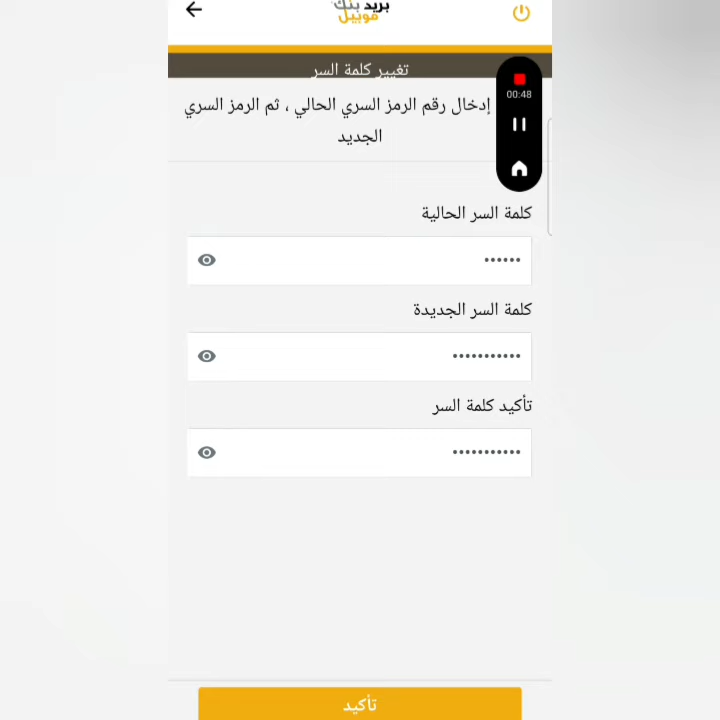 بريد بنك
موبيل
تغيير كلمة السر
00:48
إدخال رقم الرمز السري الحالي ، ثم الرمز السري
الجديد
كلمة السر الحالية
••••••
كلمة السر الجديدة
•••••••••••
تأكيد كلمة السر
•••••••••••
تأكيد